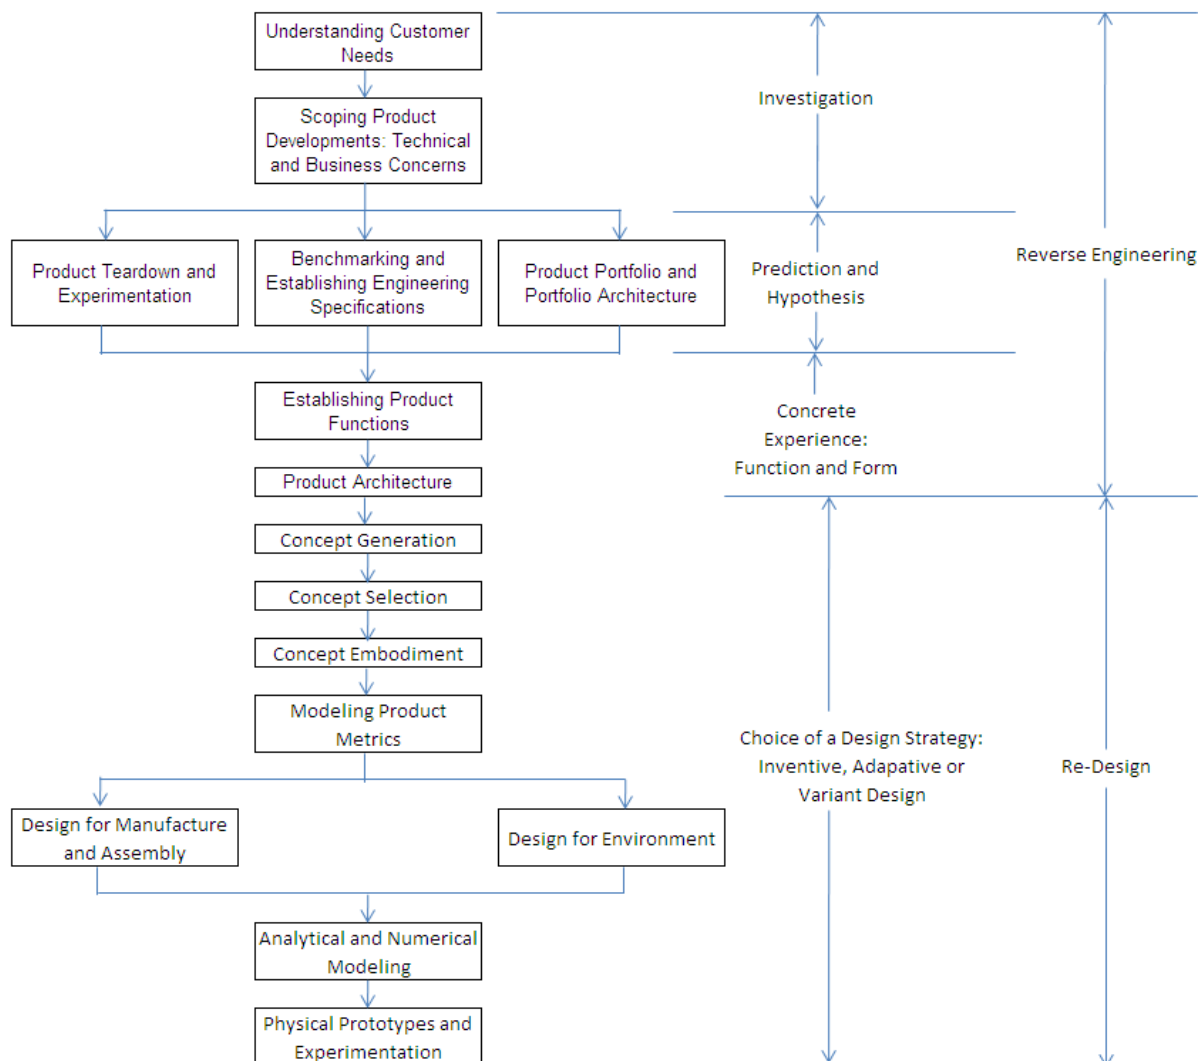 Understanding Customer
Needs
Scoping Product
Developments: Technical
and Business Concerns
Product Teardown and
Experimentation
Benchmarking and
Establishing Engineering
Specifications
Product Portfolio and
Portfolio Architecture
Establishing Product
Functions
Product Architecture
Concept Generation
Concept Selection
Concept Embodiment
Modeling Product
Metrics
Design for Manufacture
and Assembly
Design for Environment
Analytical and Numerical
Modeling
Physical Prototypes and
Experimentation
Investigation
Prediction and
Hypothesis
Concrete
Experience:
Function and Form
Choice of a Design Strategy:
Inventive, Adapative or
Variant Design
Reverse Engineering
Re-Design